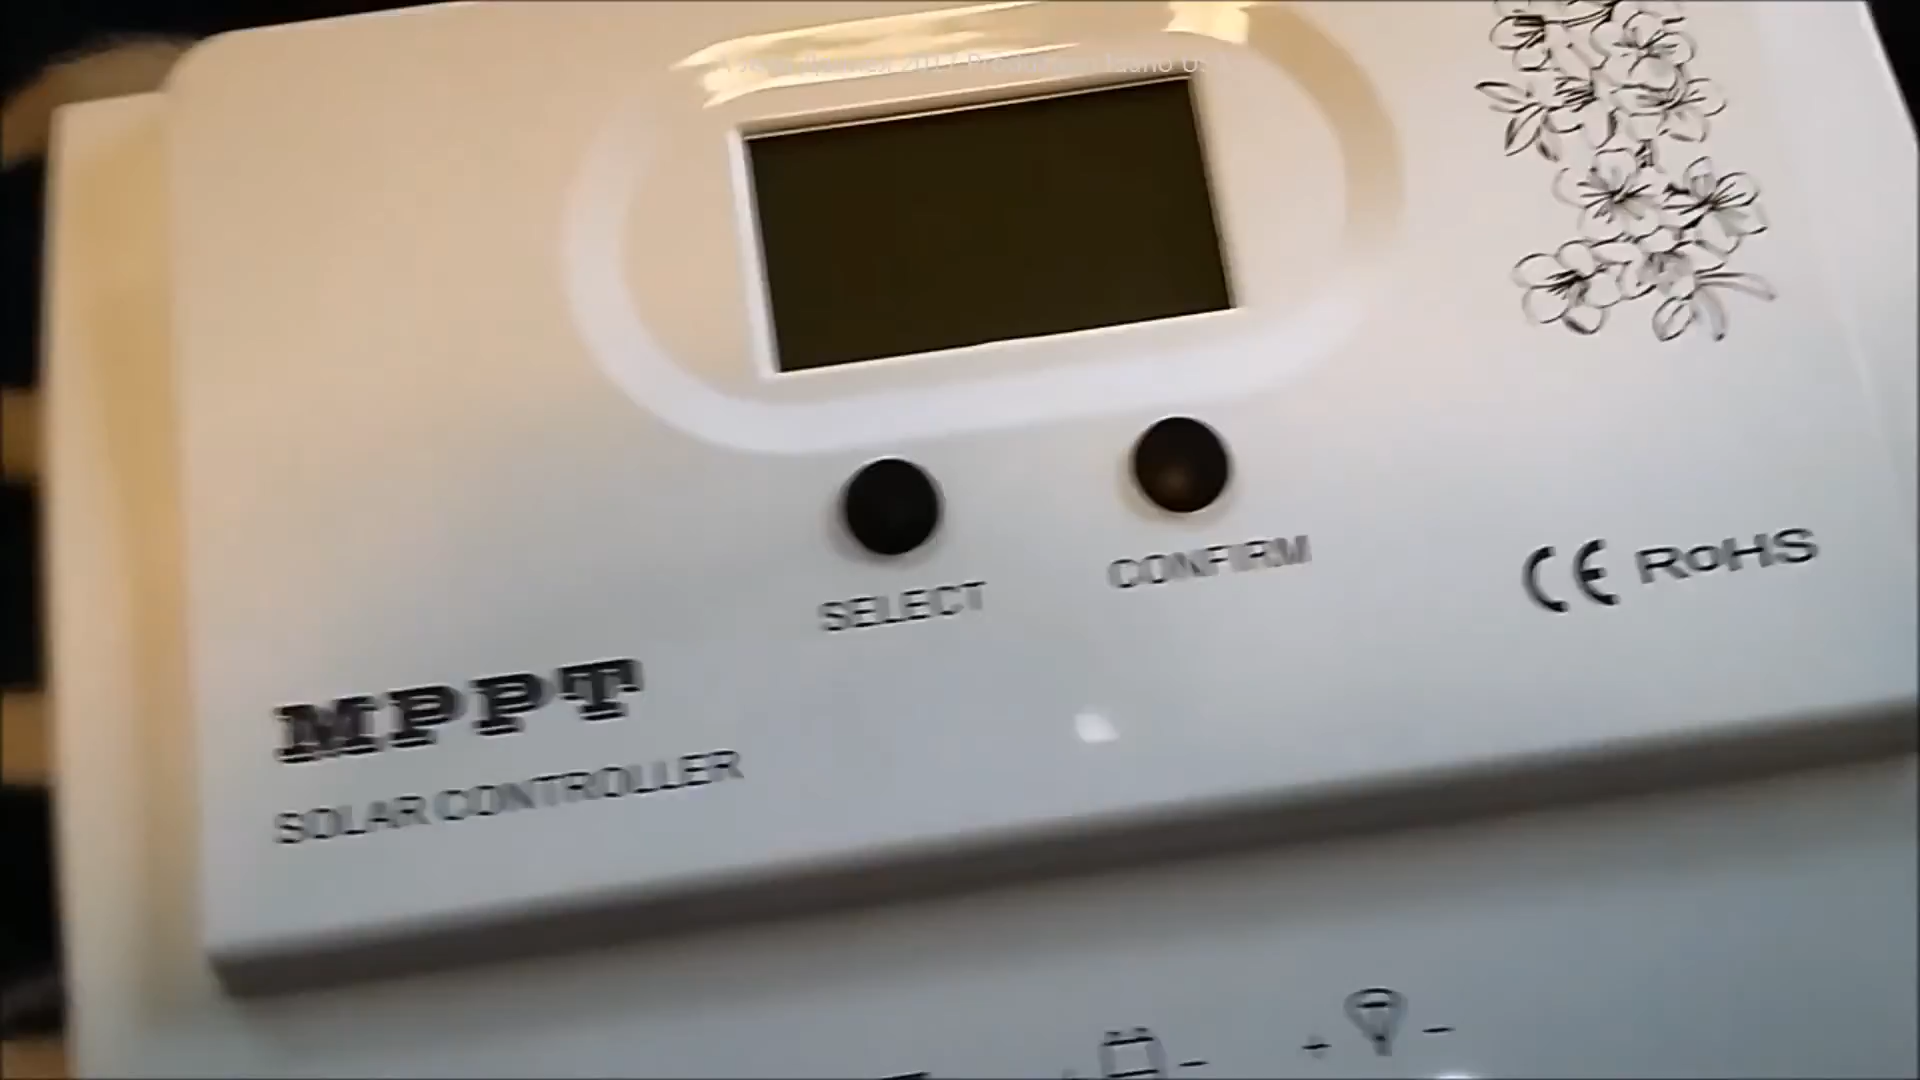 SELECT
CONFIRM
CE RoHS
MPPT
SOLAR CONTROLLER
+ -
-